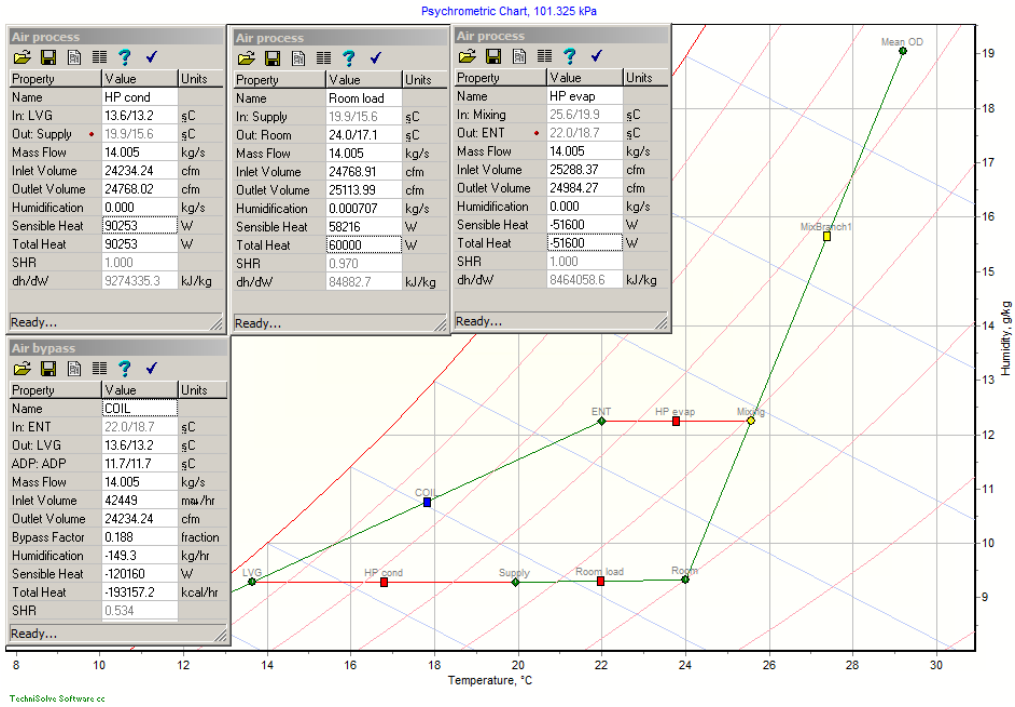 Psychrometric Chart, 101.325 kPa
Air process
Property Value Units
Name HP cond
In: LVG 13.6/13.2 şC
Out: Supply 19.9/15.6 şC
Mass Flow 14.005 kg/s
Inlet Volume 24234.24 cfm
Outlet Volume 24768.02 cfm
Humidification 0.000 kg/s
Sensible Heat 90253 W
Total Heat 90253 W
SHR 1.000
dh/dW 9274335.3 kJ/kg
Ready...
Air process
Property Value Units
Name Room load
In: Supply 19.9/15.6 şC
Out: Room 24.0/17.1 şC
Mass Flow 14.005 kg/s
Inlet Volume 24768.91 cfm
Outlet Volume 25113.99 cfm
Humidification 0.000707 kg/s
Sensible Heat 58216 W
Total Heat 60000 W
SHR 0.970
dh/dW 84882.7 kJ/kg
Ready...
Air process
Property Value Units
Name HP evap
In: Mixing 25.6/19.9 şC
Out: ENT 22.0/18.7 şC
Mass Flow 14.005 kg/s
Inlet Volume 25288.37 cfm
Outlet Volume 24984.27 cfm
Humidification 0.000 kg/s
Sensible Heat -51600 W
Total Heat -51600 W
SHR 1.000
dh/dW 8464058.6 kJ/kg
Ready...
Air bypass
Property Value Units
Name COIL
In: ENT 22.0/18.7 şC
Out: LVG 13.6/13.2 şC
ADP: ADP 11.7/11.7 şC
Mass Flow 14.005 kg/s
Inlet Volume 42449 /hr
Outlet Volume 24234.24 cfm
Bypass Factor 0.188 fraction
Humidification -149.3 kg/hr
Sensible Heat -120160 W
Total Heat -193157.2 kcal/hr
SHR 0.534
Ready...
Mean OD
MixBranch1
ENT HP evap Mixing
COIL
LVG HP cond Supply Room load Room
19
18
17
16
15
14
13
12
11
10
9
Humidity, g/kg
8 10 12 14 16 18 20 22 24 26 28 30
Temperature, °C
TechniSolve Software cc